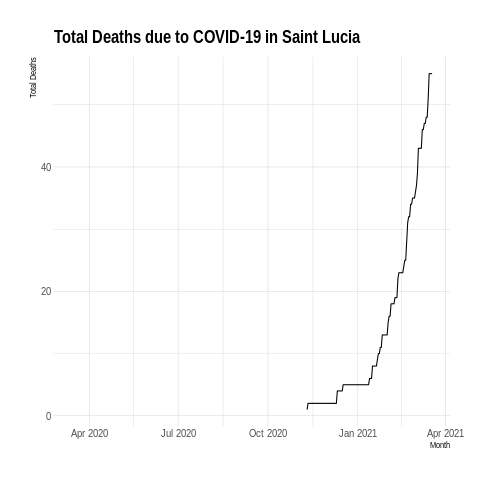 Total Deaths due to COVID-19 in Saint Lucia
Total Deaths
40
20
0
Apr 2020 Jul 2020 Oct 2020 Jan 2021 Apr 2021
Month